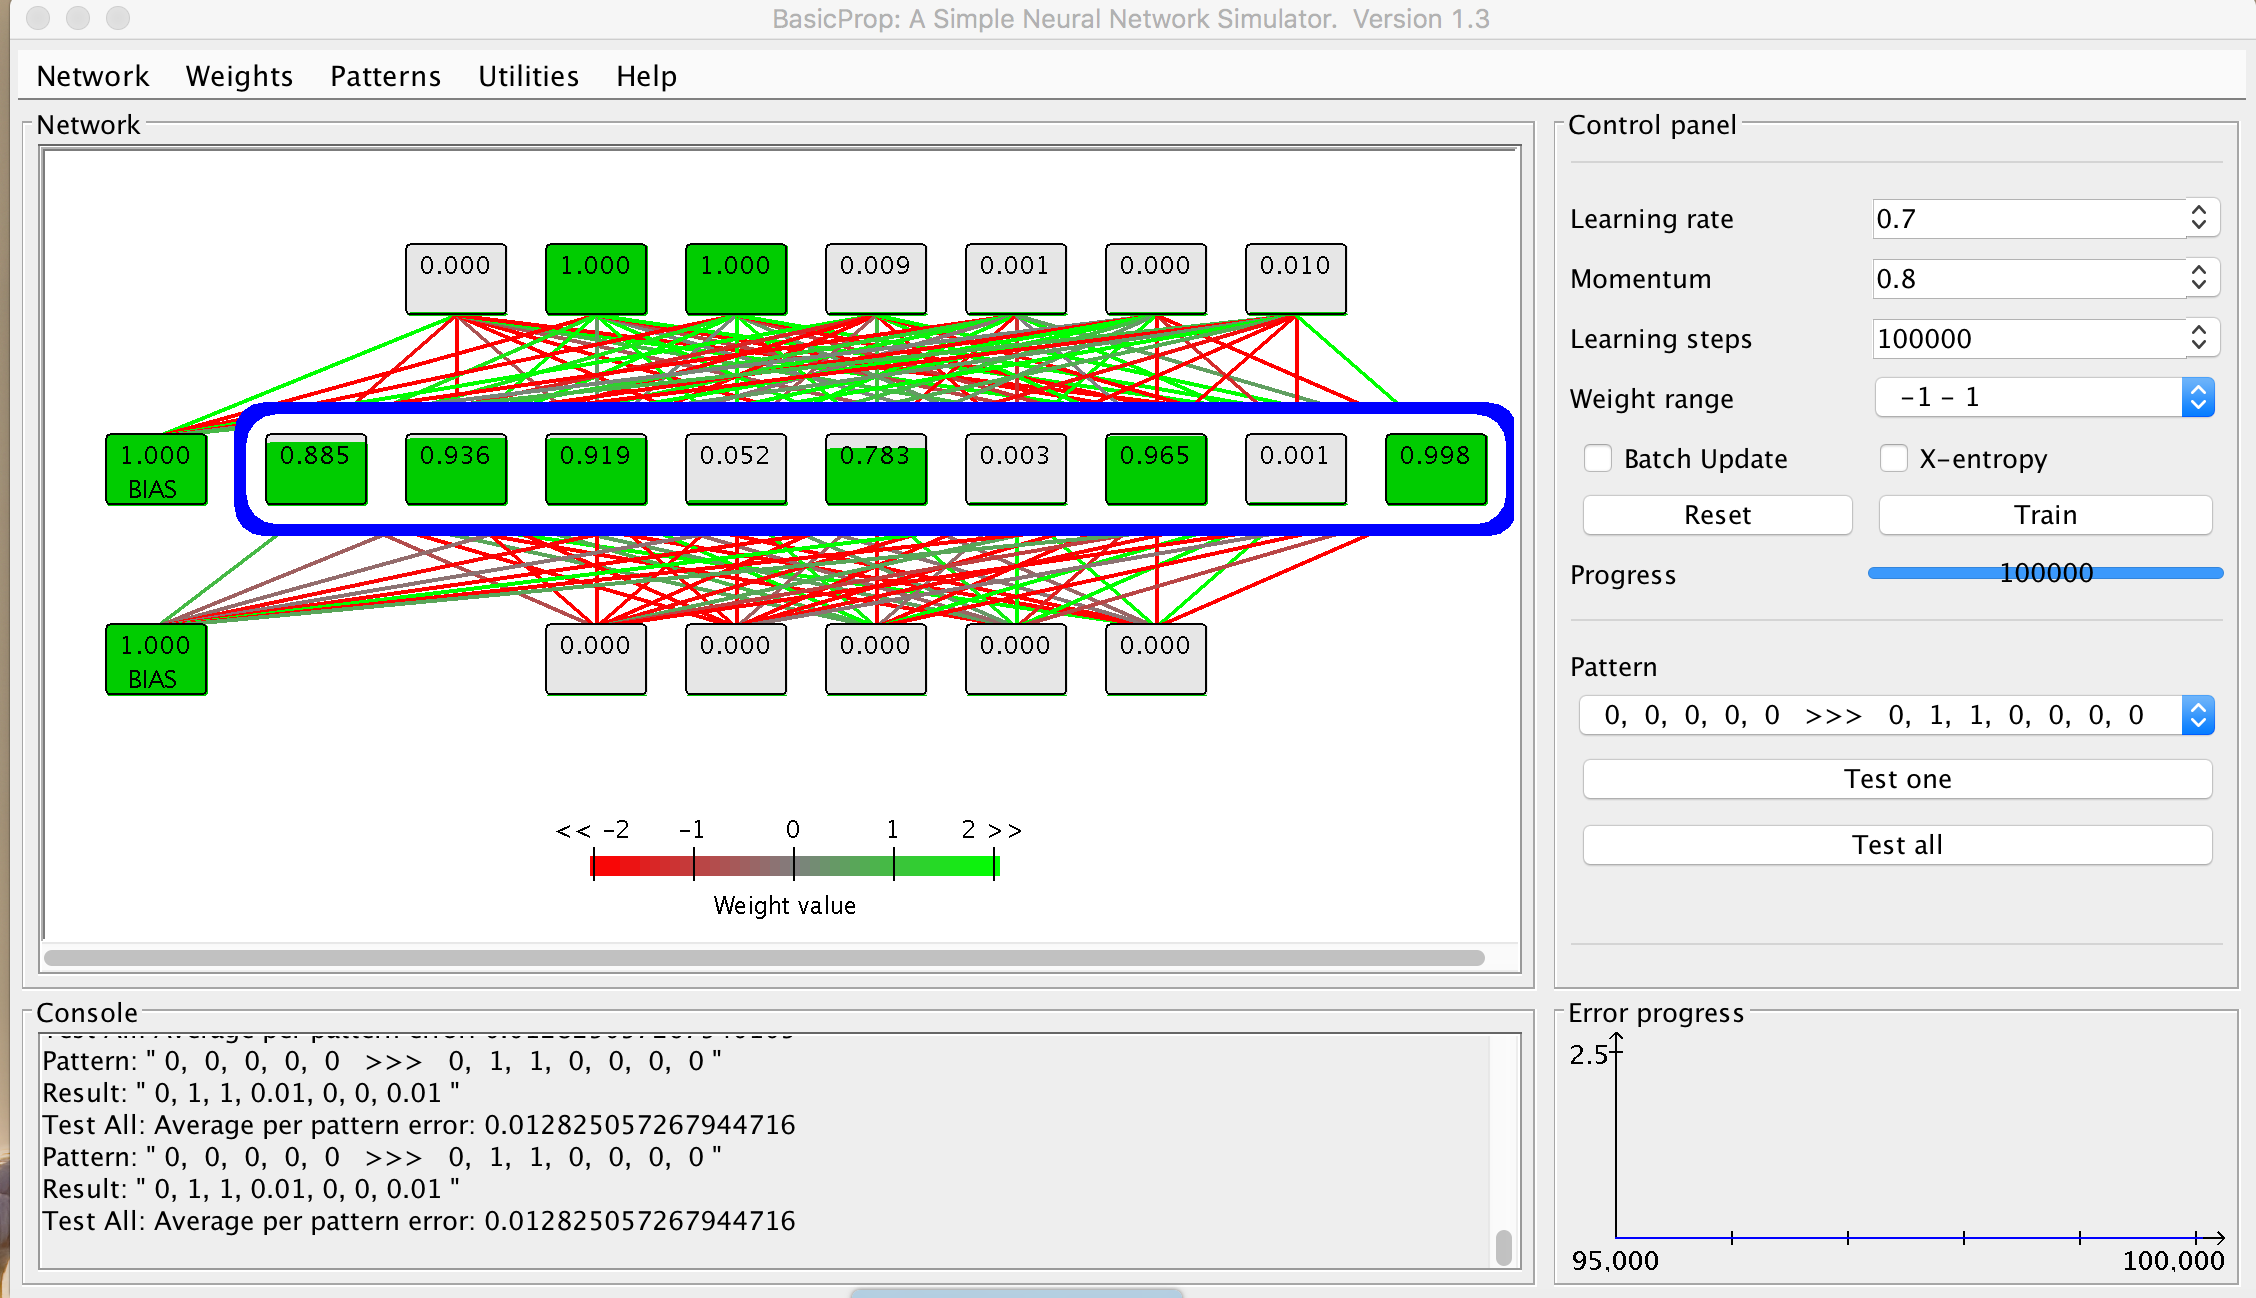 BasicProp: A Simple Neural Network Simulator.  Version 1.3
Network Weights Patterns Utilities Help
Network
0.000 1.000 1.000 0.009 0.001 0.000 0.010
1.000 0.885 0.936 0.919 0.052 0.783 0.003 0.965 0.001 0.998
BIAS
1.000 0.000 0.000 0.000 0.000 0.000
BIAS
<< -2 -1 0 1 2 >>
Weight value
Control panel
Learning rate 0.7
Momentum 0.8
Learning steps 100000
Weight range -1 - 1
Batch Update X-entropy
Reset Train
Progress 100000
Pattern
0, 0, 0, 0, 0 >>> 0, 1, 1, 0, 0, 0, 0
Test one
Test all
Console
Test All: Average per pattern error:
Pattern: " 0, 0, 0, 0, 0 >>> 0, 1, 1, 0, 0, 0, 0 "
Result: " 0, 1, 1, 0.01, 0, 0, 0.01 "
Test All: Average per pattern error: 0.012825057267944716
Pattern: " 0, 0, 0, 0, 0 >>> 0, 1, 1, 0, 0, 0, 0 "
Result: " 0, 1, 1, 0.01, 0, 0, 0.01 "
Test All: Average per pattern error: 0.012825057267944716
Error progress
2.5
95,000 100,000